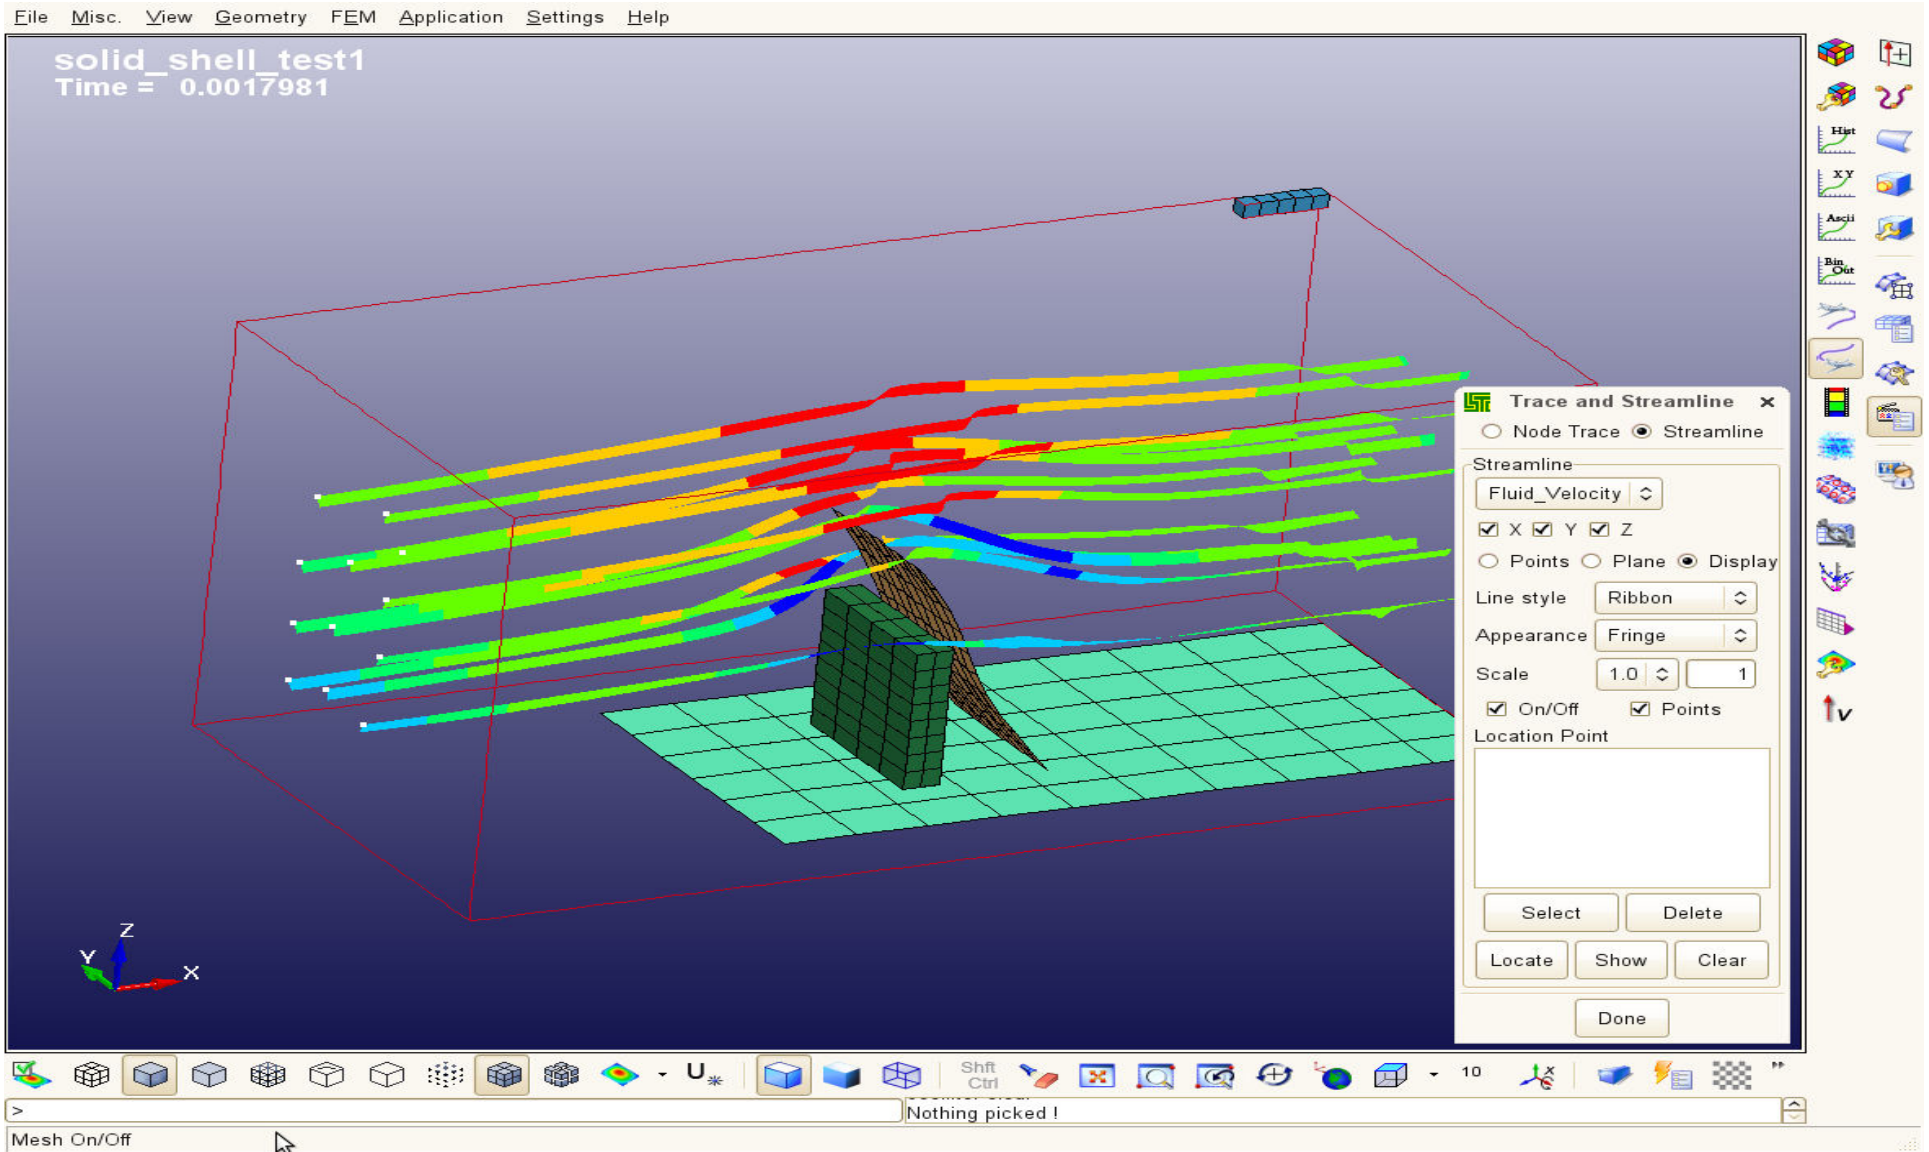 File Misc. View Geometry FEM Application Settings Help
solid_shell_test1
Time = 0.0017981
Hist
XY
Ascii
Bin
Out
Trace and Streamline ×
Node Trace Streamline
Streamline
Fluid_Velocity
X Y Z
Points Plane Display
Line style Ribbon
Appearance Fringe
Scale 1.0 1
On/Off Points
Location Point
Select Delete
Locate Show Clear
Done
V
Z
Y
X
U*
Shft
Ctrl
10
>
Nothing picked !
Mesh On/Off